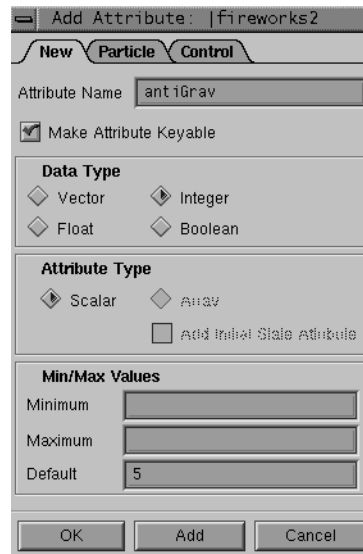 Add Attribute: |fireworks2
New Particle Control
Attribute Name antiGrav
Make Attribute Keyable
Data Type
Vector Integer
Float Boolean
Attribute Type
Scalar Array
Add Initial State Attribute
Min/Max Values
Minimum
Maximum
Default 5
OK Add Cancel